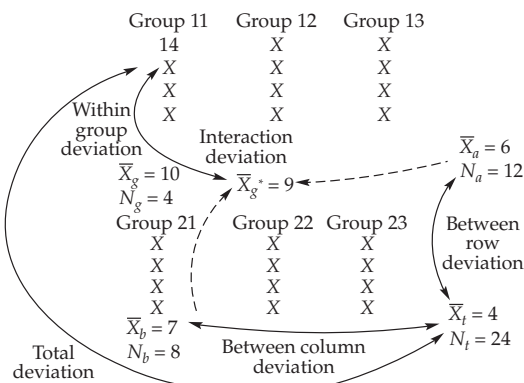 Group 11 Group 12 Group 13
14 X X
X X X
X X X
X X X
Within
group
deviation
Interaction
deviation
X̅g = 10
Ng = 4
X̅g* = 9
X̅a = 6
Na = 12
Group 21 Group 22 Group 23
X X X
X X X
X X X
X X X
Between
row
deviation
X̅b = 7
Nb = 8
X̅t = 4
Nt = 24
Total
deviation
Between column
deviation